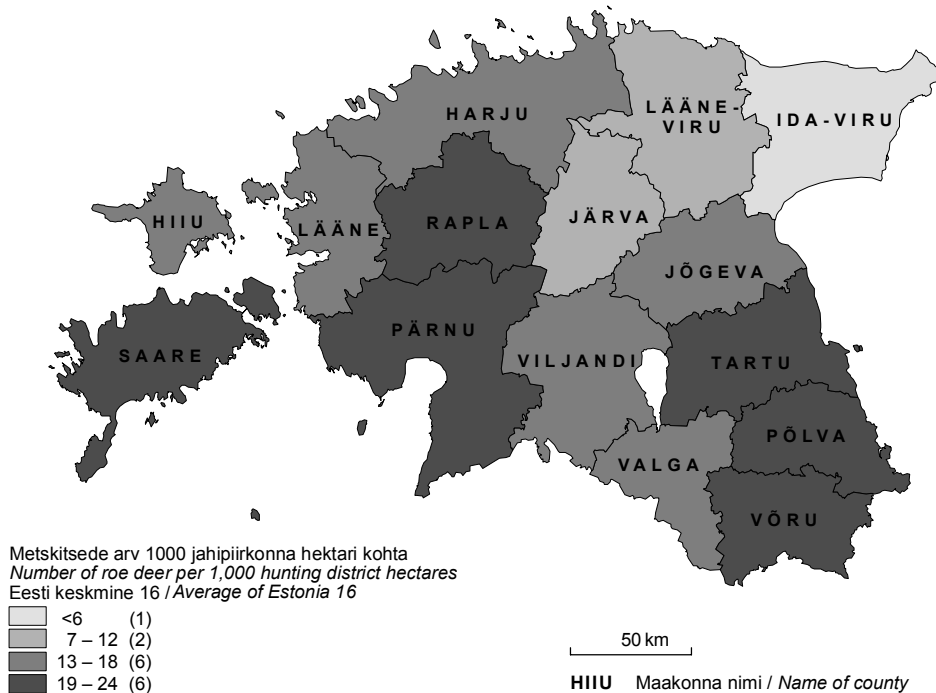 HARJU
LÄÄNE-
VIRU
IDA-VIRU
HIIU
LÄÄNE
RAPLA
JÄRVA
JÕGEVA
SAARE
PÄRNU
VILJANDI
TARTU
PÕLVA
VALGA
VÕRU
Metskitsede arv 1000 jahipiirkonna hektari kohta
Number of roe deer per 1,000 hunting district hectares
Eesti keskmine 16 / Average of Estonia 16
<6 (1)
7 – 12 (2)
13 – 18 (6)
19 – 24 (6)
50 km
HIIU Maakonna nimi / Name of county